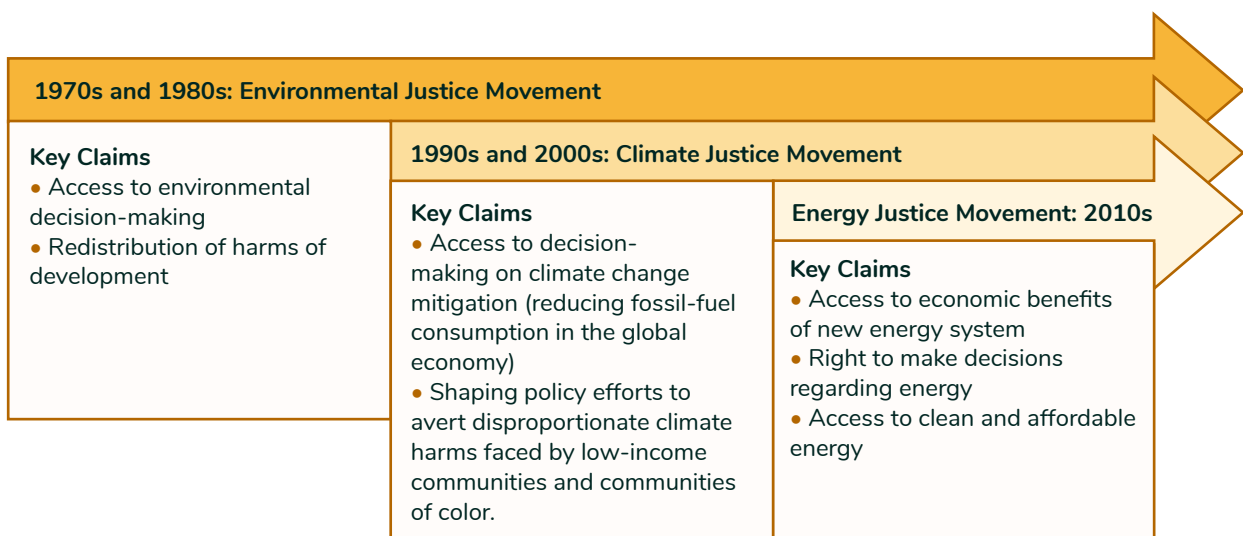 1970s and 1980s: Environmental Justice Movement
Key Claims
• Access to environmental
decision-making
• Redistribution of harms of
development
1990s and 2000s: Climate Justice Movement
Key Claims
• Access to decision-
making on climate change
mitigation (reducing fossil-fuel
consumption in the global
economy)
• Shaping policy efforts to
avert disproportionate climate
harms faced by low-income
communities and communities
of color.
Energy Justice Movement: 2010s
Key Claims
• Access to economic benefits
of new energy system
• Right to make decisions
regarding energy
• Access to clean and affordable
energy